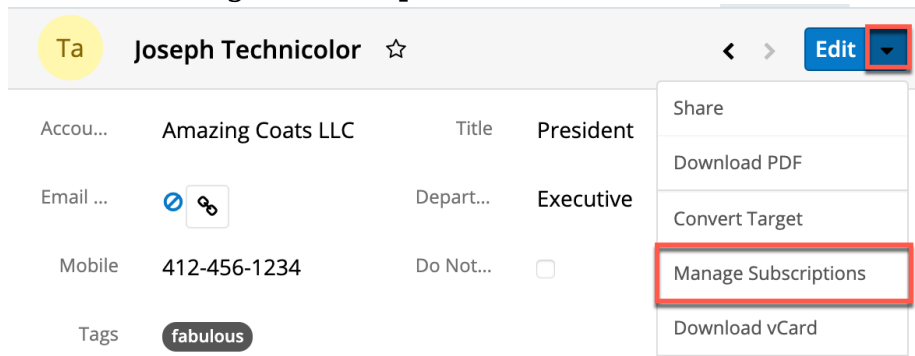 Ta Joseph Technicolor Edit
Share
Accou... Amazing Coats LLC Title President
Download PDF
Email ... Depart... Executive
Convert Target
Mobile 412-456-1234 Do Not...
Manage Subscriptions
Tags fabulous
Download vCard